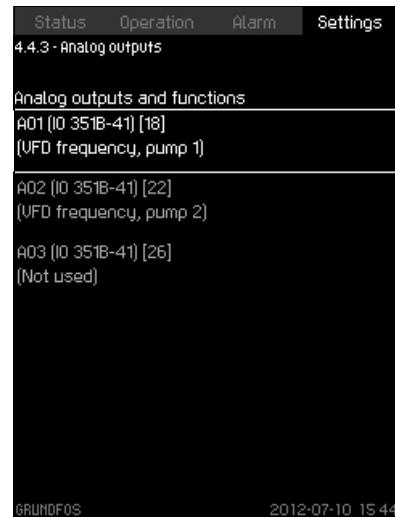 Status Operation Alarm Settings
4.4.3 - Analog outputs
Analog outputs and functions
AO1 (IO 351B-41) [18]
(VFD frequency, pump 1)
AO2 (IO 351B-41) [22]
(VFD frequency, pump 2)
AO3 (IO 351B-41) [26]
(Not used)
GRUNDFOS 2012-07-10 15:44